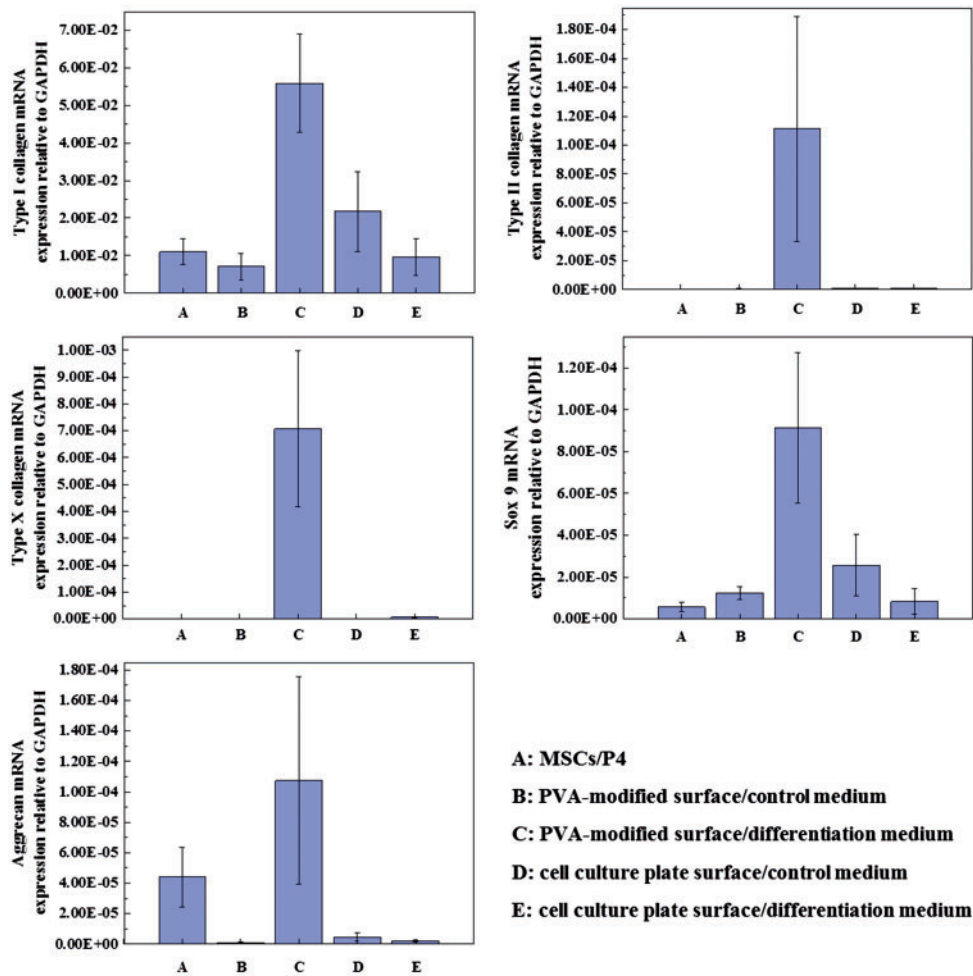 Type I collagen mRNA
expression relative to GAPDH
7.00E-02
6.00E-02
5.00E-02
4.00E-02
3.00E-02
2.00E-02
1.00E-02
0.00E+00
A B C D E
Type II collagen mRNA
expression relative to GAPDH
1.80E-04
1.60E-04
1.40E-04
1.20E-04
1.00E-04
8.00E-05
6.00E-05
4.00E-05
2.00E-05
0.00E+00
A B C D E
Type X collagen mRNA
expression relative to GAPDH
1.00E-03
9.00E-04
8.00E-04
7.00E-04
6.00E-04
5.00E-04
4.00E-04
3.00E-04
2.00E-04
1.00E-04
0.00E+00
A B C D E
Sox 9 mRNA
expression relative to GAPDH
1.20E-04
1.00E-04
8.00E-05
6.00E-05
4.00E-05
2.00E-05
0.00E+00
A B C D E
Aggrecan mRNA
expression relative to GAPDH
1.80E-04
1.60E-04
1.40E-04
1.20E-04
1.00E-04
8.00E-05
6.00E-05
4.00E-05
2.00E-05
0.00E+00
A B C D E
A: MSCs/P4
B: PVA-modified surface/control medium
C: PVA-modified surface/differentiation medium
D: cell culture plate surface/control medium
E: cell culture plate surface/differentiation medium